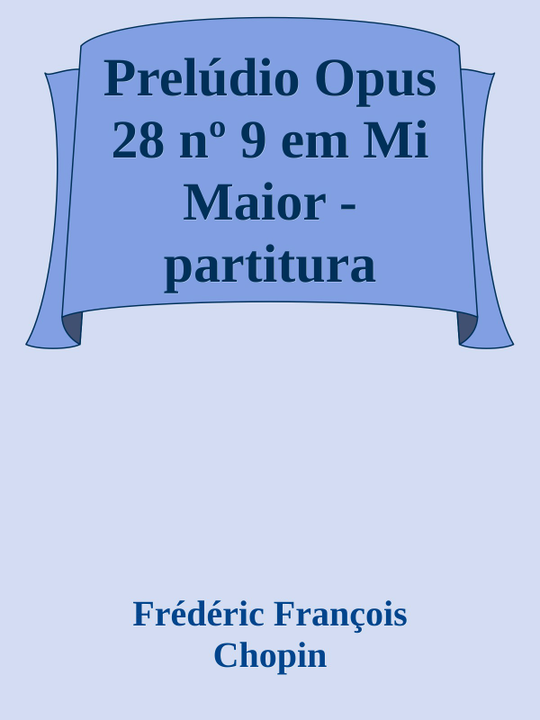 Prelúdio Opus
28 nº 9 em Mi
Maior -
partitura
Frédéric François
Chopin